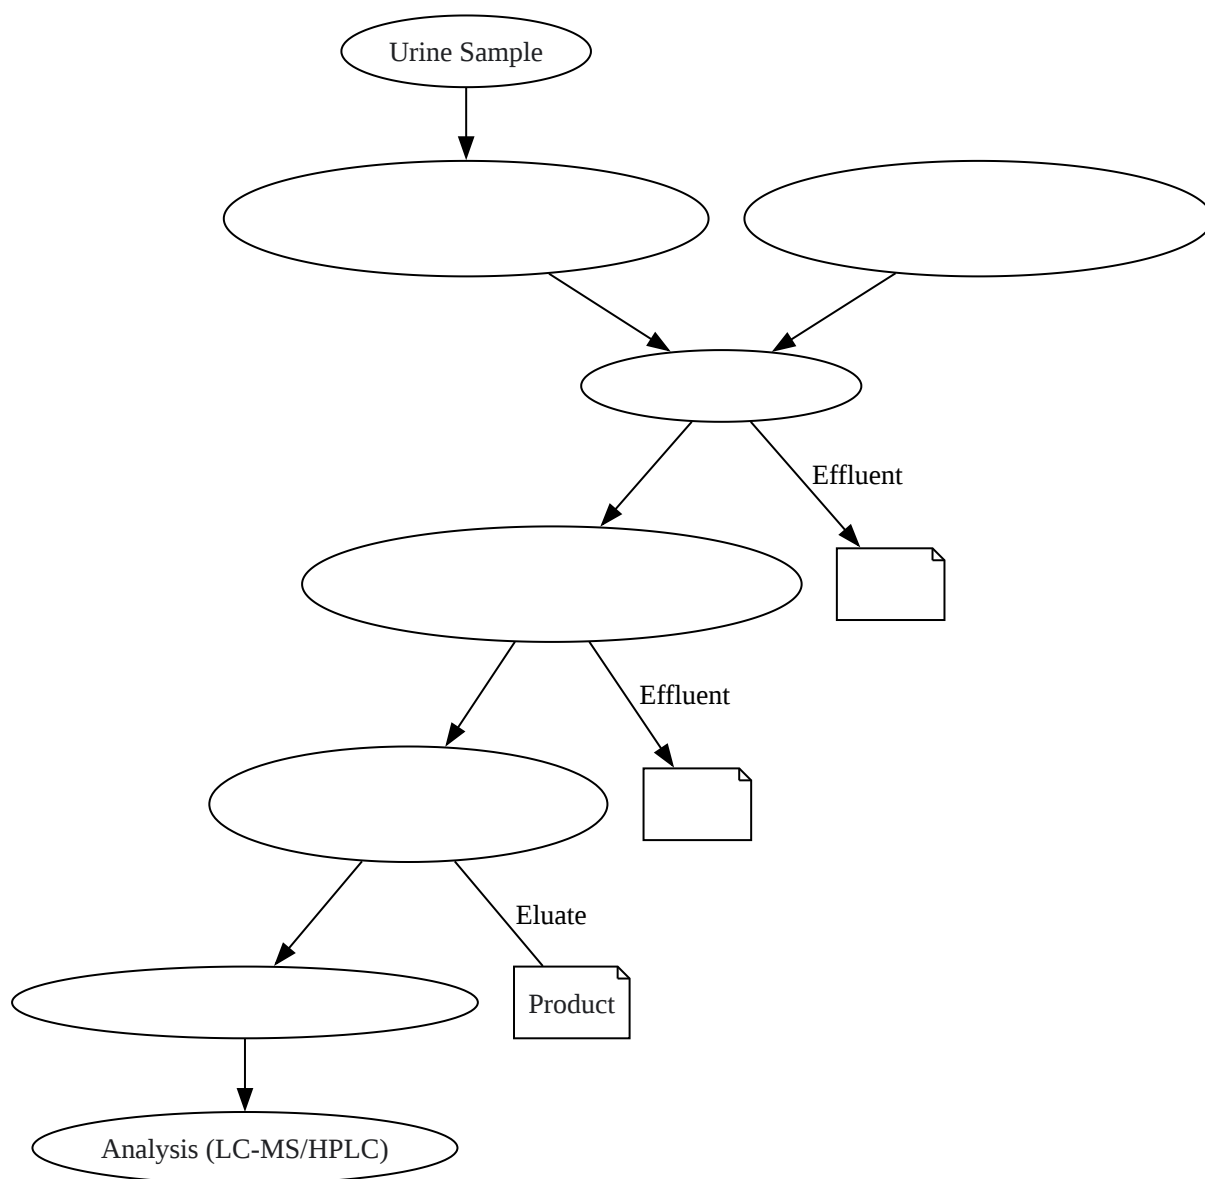 Urine Sample
Effluent
Effluent
Eluate
Product
Analysis (LC-MS/HPLC)